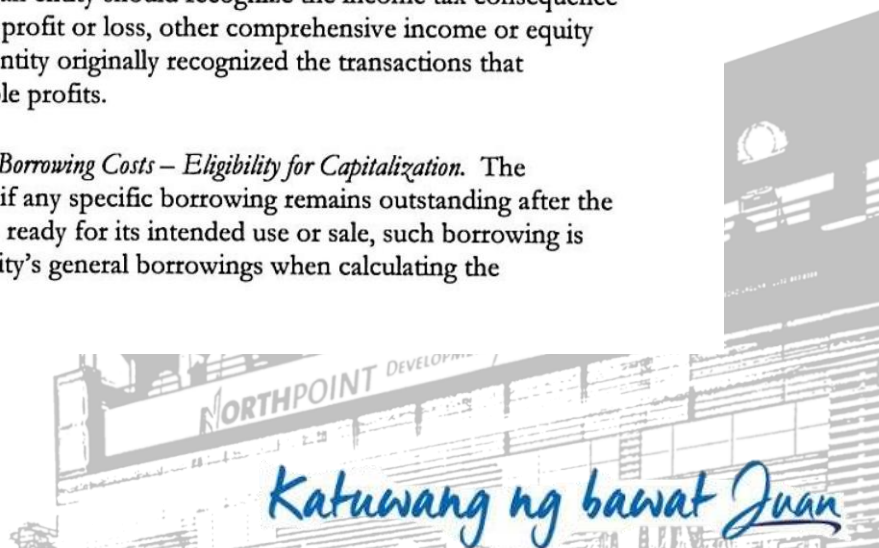 profit or loss, other comprehensive income or equity
ntity originally recognized the transactions that
le profits.
Borrowing Costs – Eligibility for Capitalization. The
if any specific borrowing remains outstanding after the
ready for its intended use or sale, such borrowing is
ity's general borrowings when calculating the
NORTHPOINT
Katuwang ng bawat Juan